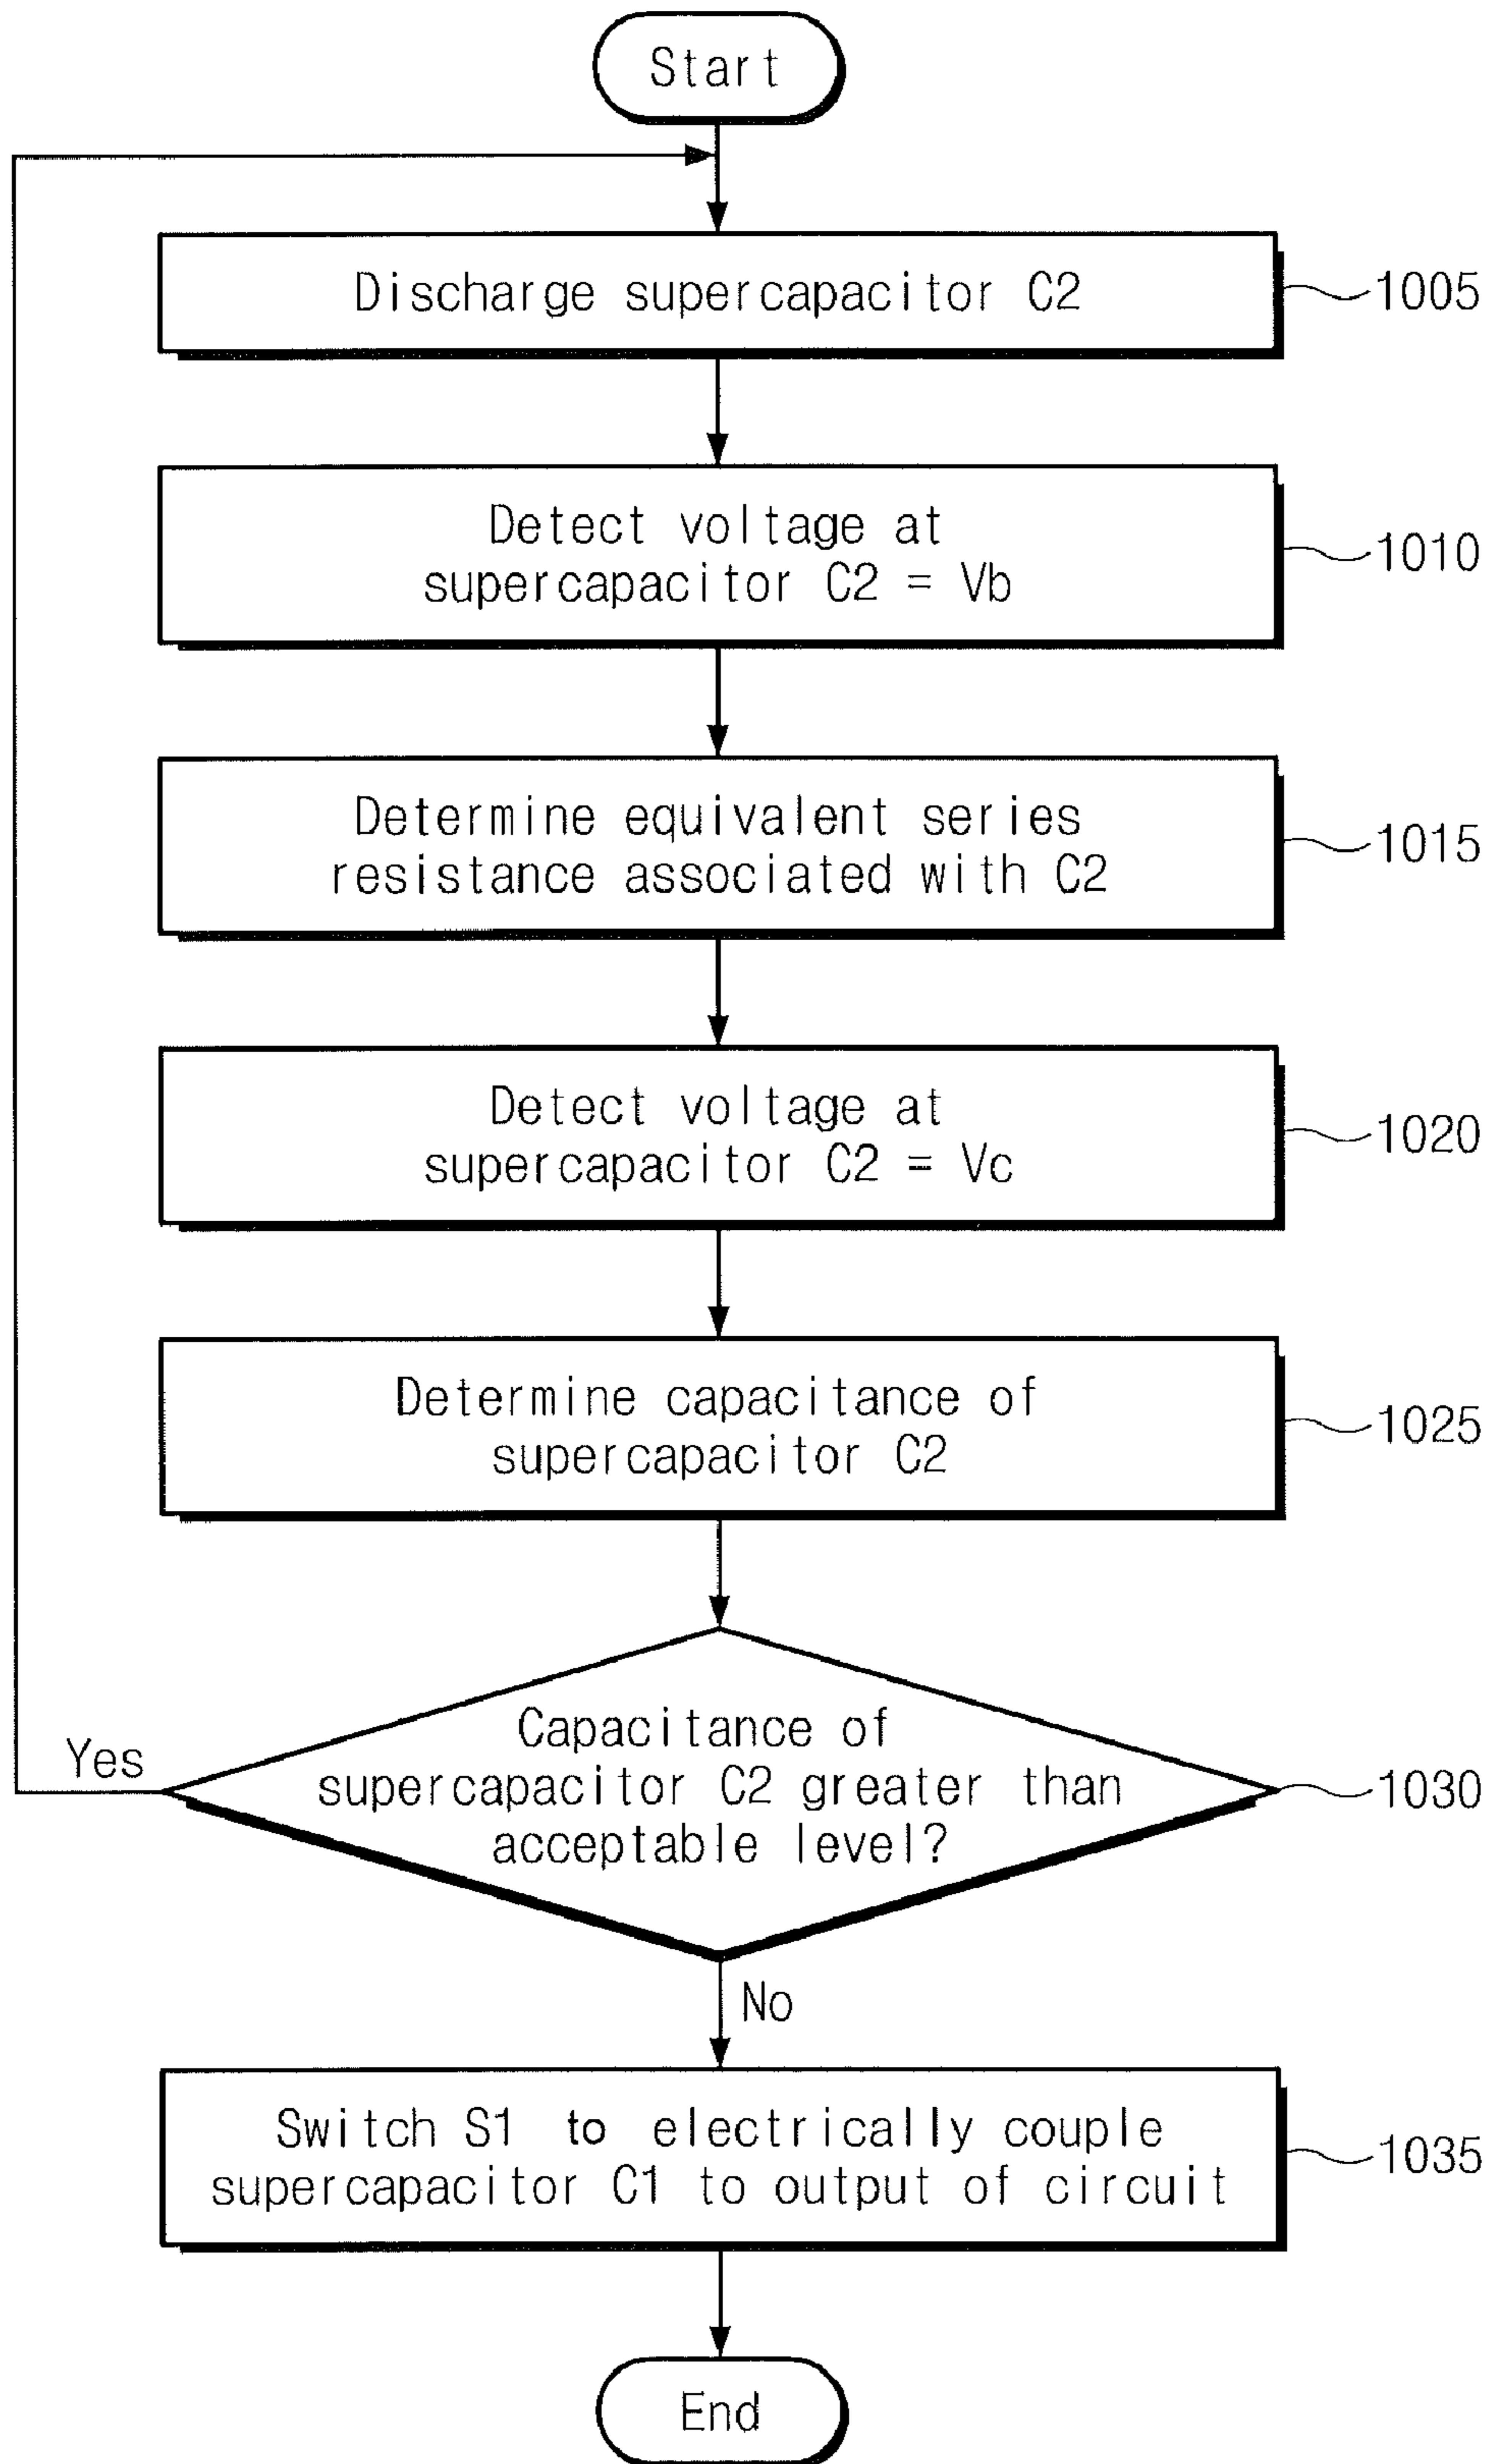 Start
Discharge supercapacitor C2
1005
Detect voltage at
supercapacitor C2 = Vb
1010
Determine equivalent series
resistance associated with C2
1015
Detect voltage at
supercapacitor C2 = Vc
1020
Determine capacitance of
supercapacitor C2
1025
Capacitance of
supercapacitor C2 greater than
acceptable level?
1030
Yes
No
Switch S1 to electrically couple
supercapacitor C1 to output of circuit
1035
End